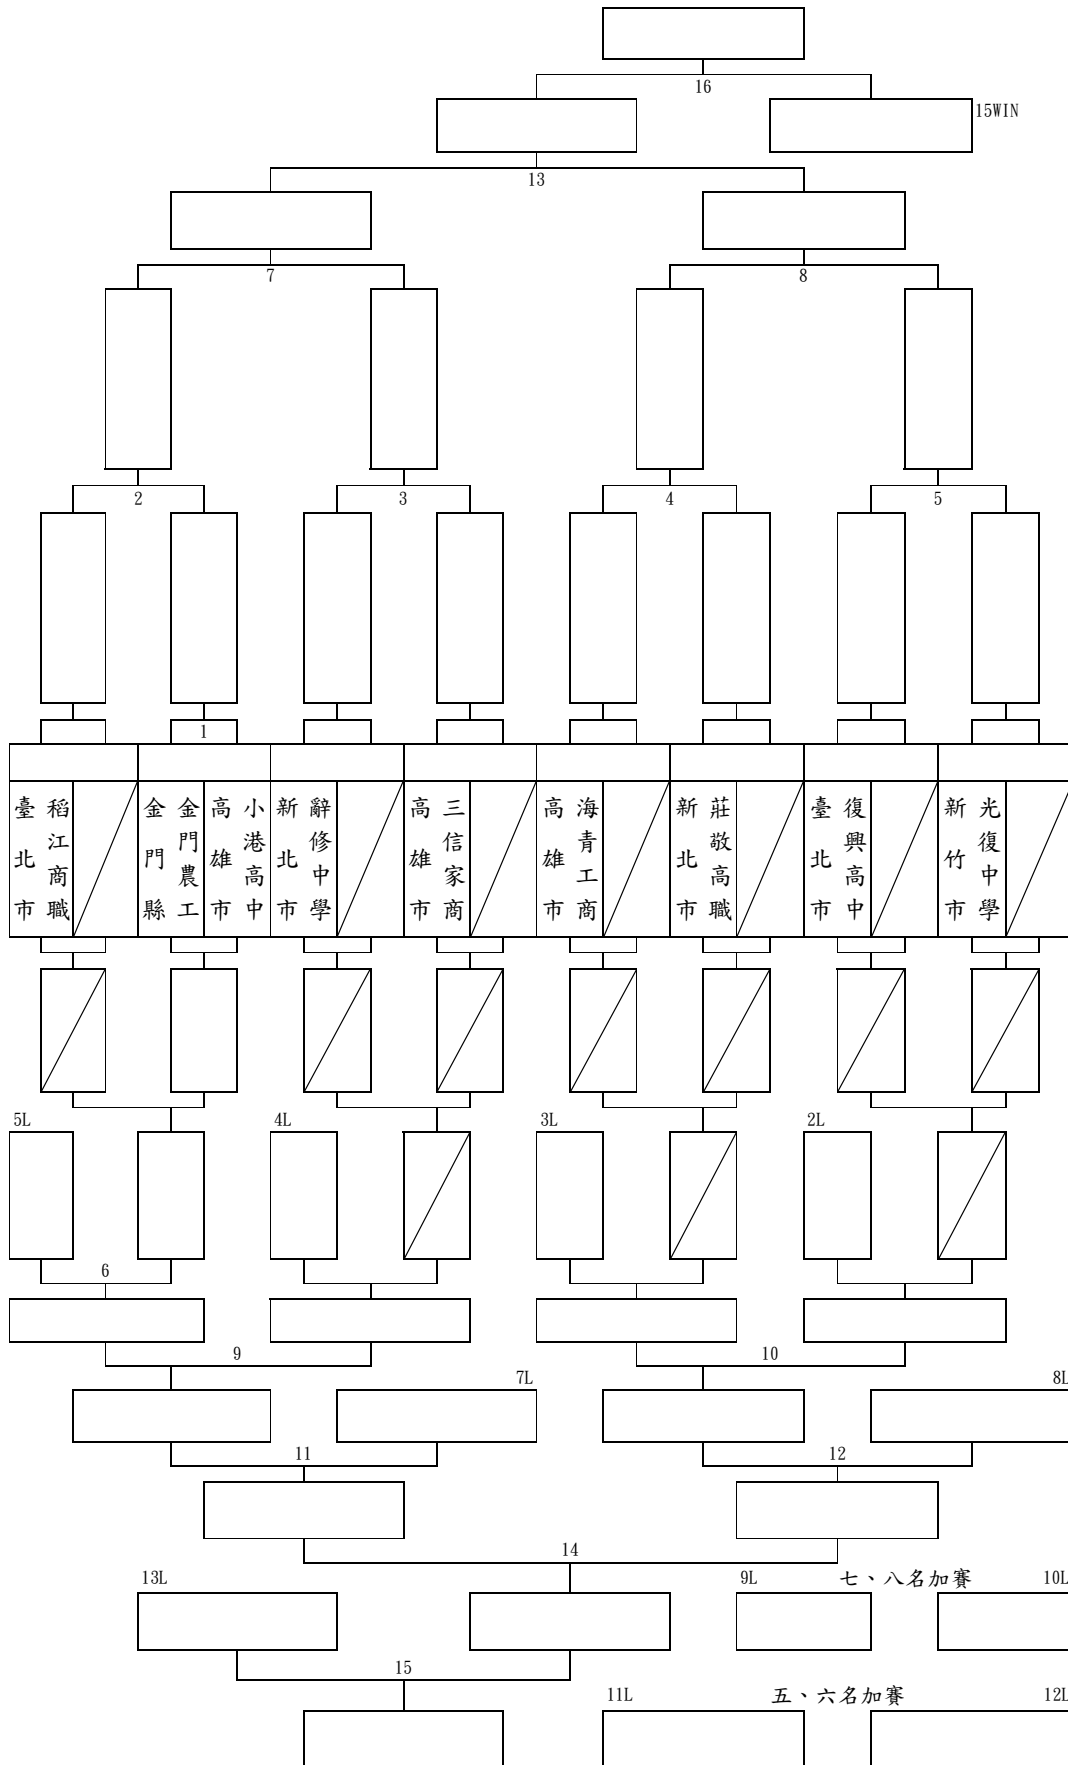 16
15WIN
13
7
8
2
3
4
5
1
臺北市
稻江商職
金門縣
金門農工
高雄市
小港高中
新北市
辭修中學
高雄市
三信家商
高雄市
海青工商
新北市
莊敬高職
臺北市
復興高中
新竹市
光復中學
5L
4L
3L
2L
6
9
10
7L
8L
11
12
14
13L
9L
七、八名加賽
10L
15
11L
五、六名加賽
12L